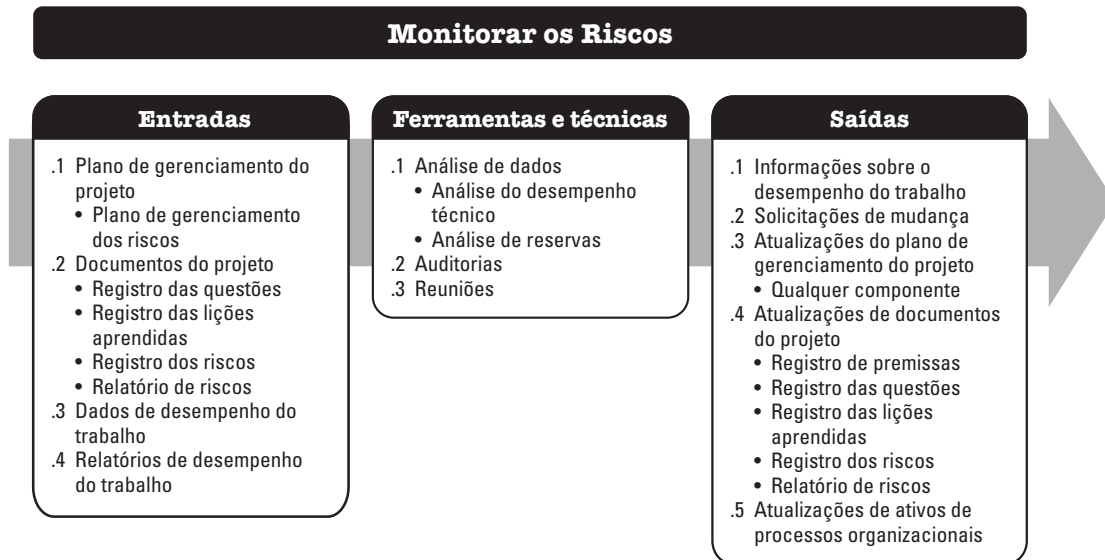 Monitorar os Riscos
Entradas
.1 Plano de gerenciamento do
projeto
• Plano de gerenciamento
dos riscos
.2 Documentos do projeto
• Registro das questões
• Registro das lições
aprendidas
• Registro dos riscos
• Relatório de riscos
.3 Dados de desempenho do
trabalho
.4 Relatórios de desempenho
do trabalho
Ferramentas e técnicas
.1 Análise de dados
• Análise do desempenho
técnico
• Análise de reservas
.2 Auditorias
.3 Reuniões
Saídas
.1 Informações sobre o
desempenho do trabalho
.2 Solicitações de mudança
.3 Atualizações do plano de
gerenciamento do projeto
• Qualquer componente
.4 Atualizações de documentos
do projeto
• Registro de premissas
• Registro das questões
• Registro das lições
aprendidas
• Registro dos riscos
• Relatório de riscos
.5 Atualizações de ativos de
processos organizacionais